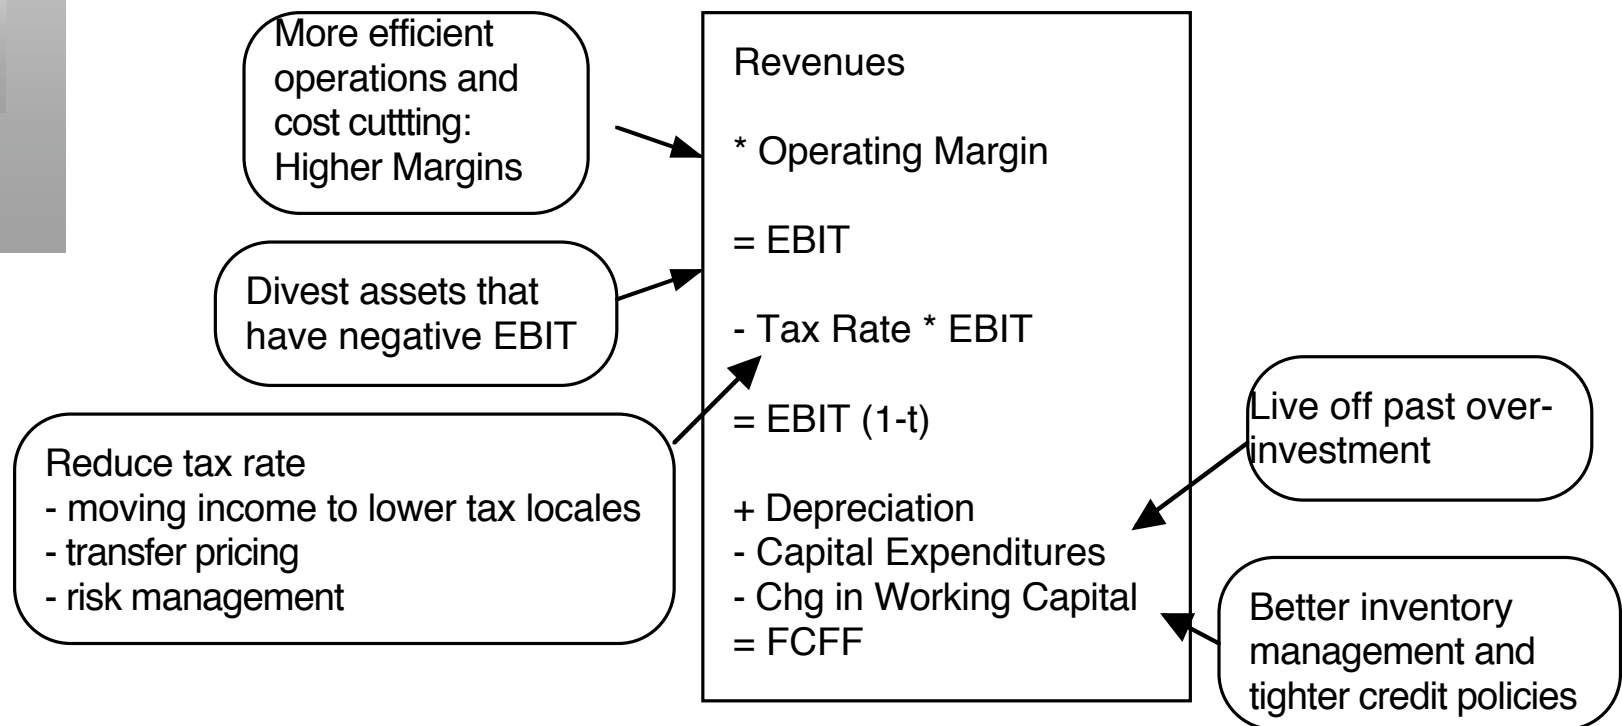 More efficient
operations and
cost cuttting:
Higher Margins
Divest assets that
have negative EBIT
Reduce tax rate
- moving income to lower tax locales
- transfer pricing
- risk management
Revenues
* Operating Margin
= EBIT
- Tax Rate * EBIT
= EBIT (1-t)
+ Depreciation
- Capital Expenditures
- Chg in Working Capital
= FCFF
Live off past over-
investment
Better inventory
management and
tighter credit policies